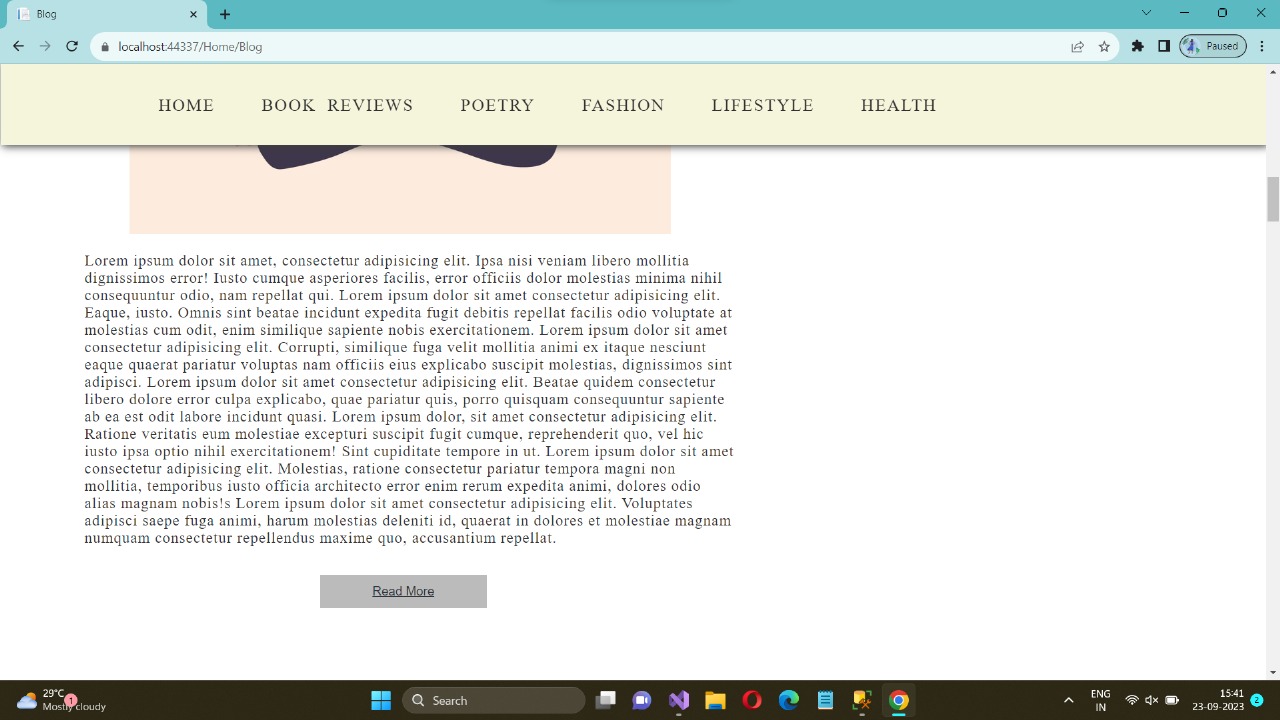 Blog
localhost:44337/Home/Blog
Paused
HOME BOOK REVIEWS POETRY FASHION LIFESTYLE HEALTH
Lorem ipsum dolor sit amet, consectetur adipisicing elit. Ipsa nisi veniam libero mollitia
dignissimos error! Iusto cumque asperiores facilis, error officiis dolor molestias minima nihil
consequuntur odio, nam repellat qui. Lorem ipsum dolor sit amet consectetur adipisicing elit.
Eaque, iusto. Omnis sint beatae incidunt expedita fugit debitis repellat facilis odio voluptate at
molestias cum odit, enim similique sapiente nobis exercitationem. Lorem ipsum dolor sit amet
consectetur adipisicing elit. Corrupti, similique fuga velit mollitia animi ex itaque nesciunt
eaque quaerat pariatur voluptas nam officiis eius explicabo suscipit molestias, dignissimos sint
adipisci. Lorem ipsum dolor sit amet consectetur adipisicing elit. Beatae quidem consectetur
libero dolore error culpa explicabo, quae pariatur quis, porro quisquam consequuntur sapiente
ab ea est odit labore incidunt quasi. Lorem ipsum dolor, sit amet consectetur adipisicing elit.
Ratione veritatis eum molestiae excepturi suscipit fugit cumque, reprehenderit quo, vel hic
iusto ipsa optio nihil exercitationem! Sint cupiditate tempore in ut. Lorem ipsum dolor sit amet
consectetur adipisicing elit. Molestias, ratione consectetur pariatur tempora magni non
mollitia, temporibus iusto officia architecto error enim rerum expedita animi, dolores odio
alias magnam nobis!s Lorem ipsum dolor sit amet consectetur adipisicing elit. Voluptates
adipisci saepe fuga animi, harum molestias deleniti id, quaerat in dolores et molestiae magnam
numquam consectetur repellendus maxime quo, accusantium repellat.
Read More
29°C
1
Mostly cloudy
Search
ENG
IN
15:41
23-09-2023
2